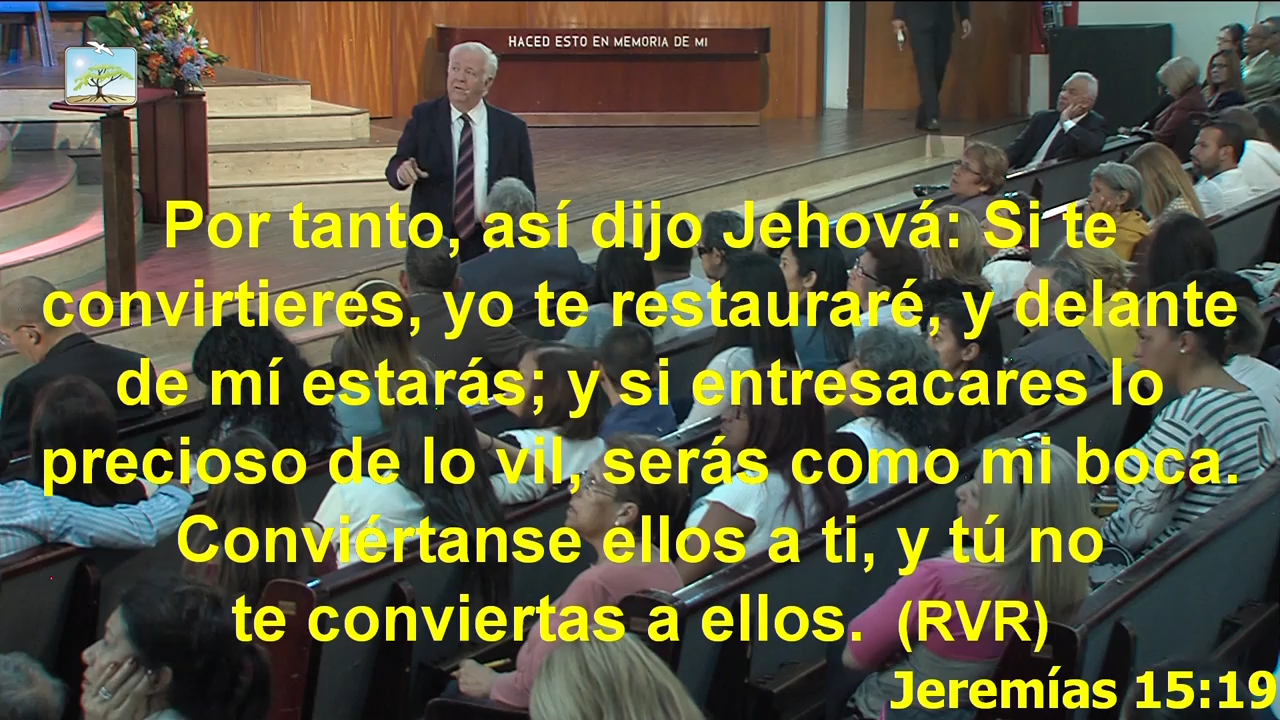 HACED ESTO EN MEMORIA DE MI
Por tanto, así dijo Jehová: Si te
convirtieres, yo te restauraré, y delante
de mí estarás; y si entresacares lo
precioso de lo vil, serás como mi boca.
Conviértanse ellos a ti, y tú no
te conviertas a ellos. (RVR)
Jeremías 15:19